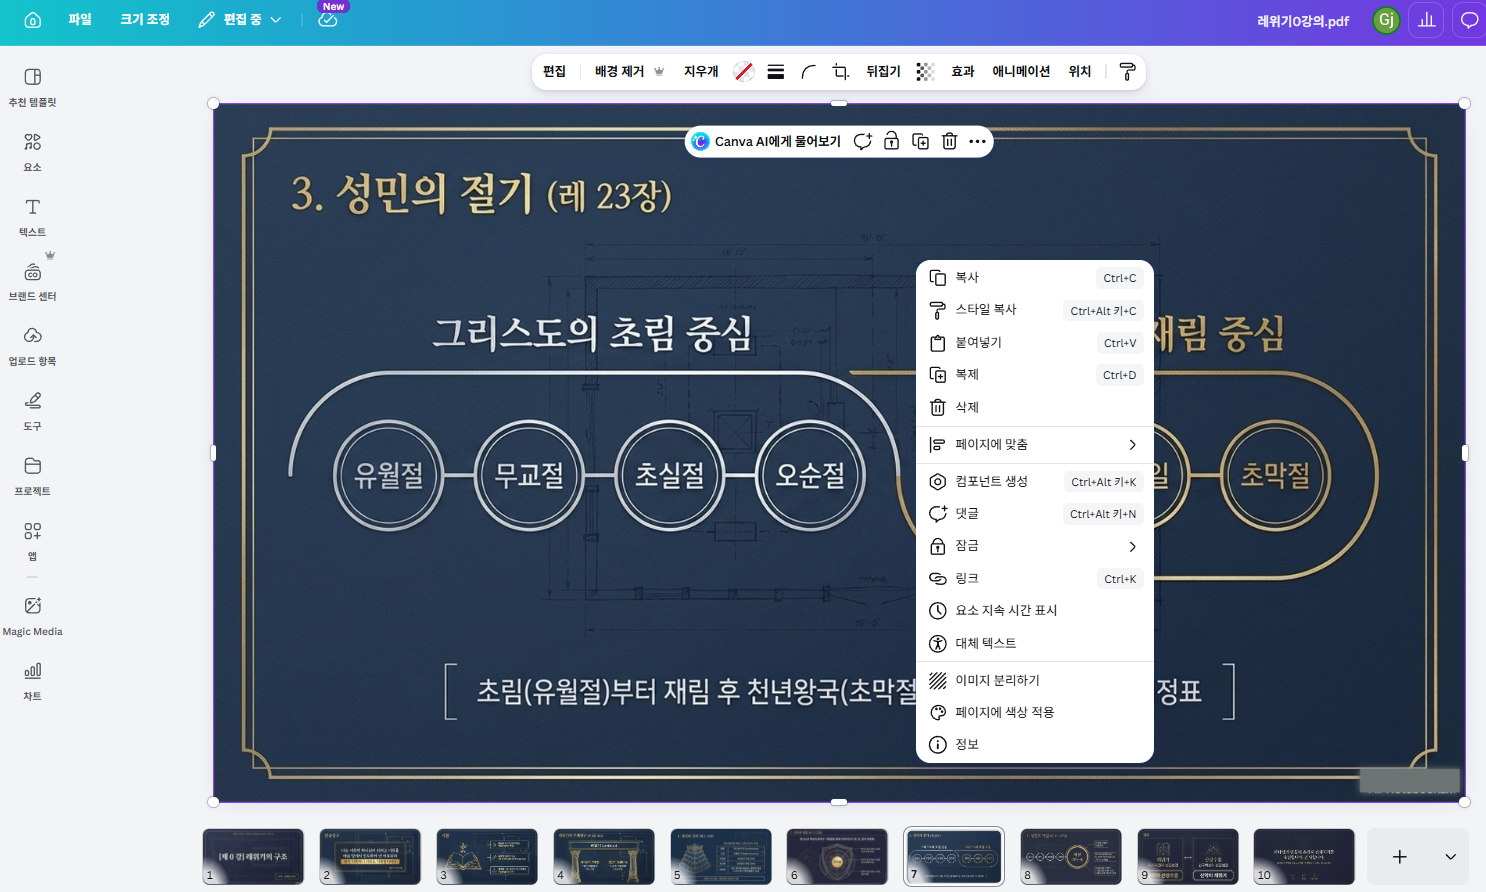 New
파일
크기 조정
편집 중
레위기0강의.pdf
Gj
추천 템플릿
요소
텍스트
브랜드 센터
업로드 항목
도구
프로젝트
앱
Magic Media
차트
편집
배경 제거
지우개
뒤집기
효과
애니메이션
위치
Canva AI에게 물어보기
3. 성민의 절기 (레 23장)
그리스도의 초림 중심
재림 중심
유월절
무교절
초실절
오순절
일
초막절
초림(유월절)부터 재림 후 천년왕국(초막절
정표
복사 Ctrl+C
스타일 복사 Ctrl+Alt 키+C
붙여넣기 Ctrl+V
복제 Ctrl+D
삭제
페이지에 맞춤
컴포넌트 생성 Ctrl+Alt 키+K
댓글 Ctrl+Alt 키+N
잠금
링크 Ctrl+K
요소 지속 시간 표시
대체 텍스트
이미지 분리하기
페이지에 색상 적용
정보
[제 0 강] 레위기의 구조
1
2
3
4
5
6
7
8
9
10